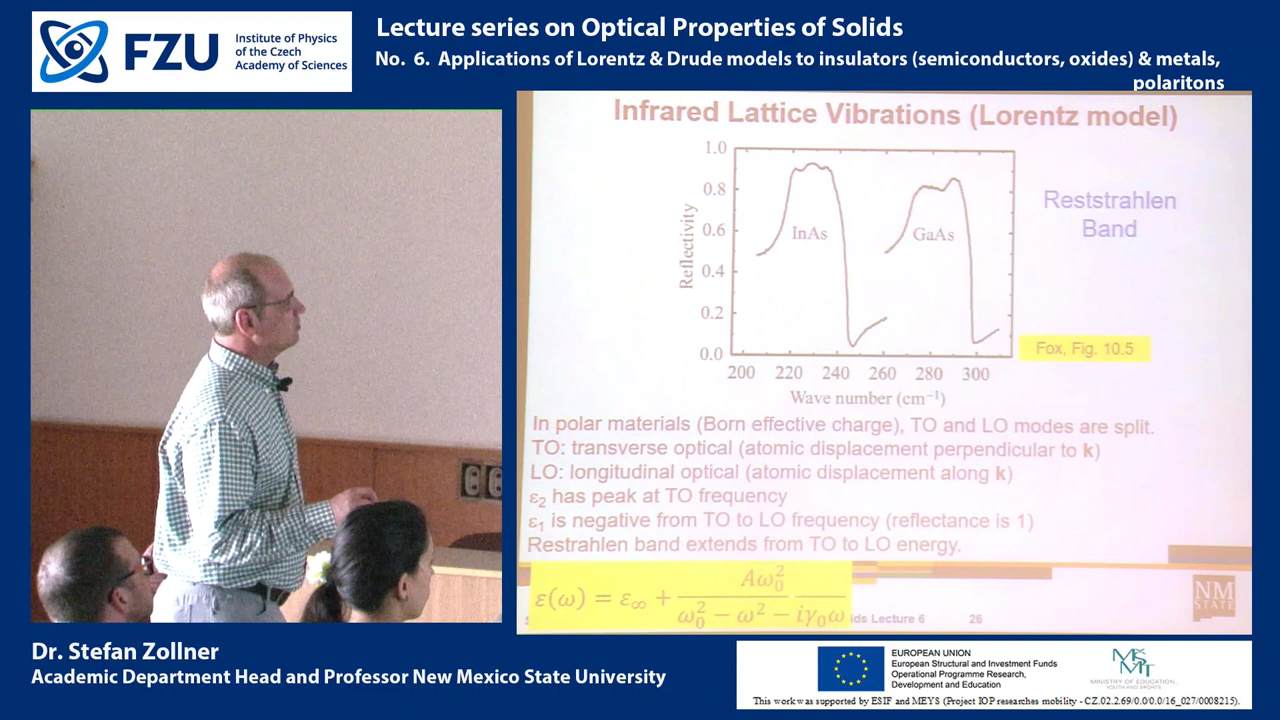 FZU
Institute of Physics
of the Czech
Academy of Sciences
Lecture series on Optical Properties of Solids
No. 6. Applications of Lorentz & Drude models to insulators (semiconductors, oxides) & metals,
polaritons
Infrared Lattice Vibrations (Lorentz model)
1.0
0.8
0.6
0.4
0.2
0.0
Reflectivity
InAs
GaAs
200 220 240 260 280 300
Wave number (cm⁻¹)
Reststrahlen
Band
Fox, Fig. 10.5
In polar materials (Born effective charge), TO and LO modes are split.
TO: transverse optical (atomic displacement perpendicular to k)
LO: longitudinal optical (atomic displacement along k)
ε₂ has peak at TO frequency
ε₁ is negative from TO to LO frequency (reflectance is 1)
Restrahlen band extends from TO to LO energy.
ε(ω) = ε∞ + Aω₀² / (ω₀² − ω² − iγ₀ω)
ids Lecture 6 26
NM
STATE
Dr. Stefan Zollner
Academic Department Head and Professor New Mexico State University
EUROPEAN UNION
European Structural and Investment Funds
Operational Programme Research,
Development and Education
MINISTRY OF EDUCATION,
YOUTH AND SPORTS
This work was supported by ESIF and MEYS (Project IOP researches mobility - CZ.02.2.69/0.0/0.0/16_027/0008215).